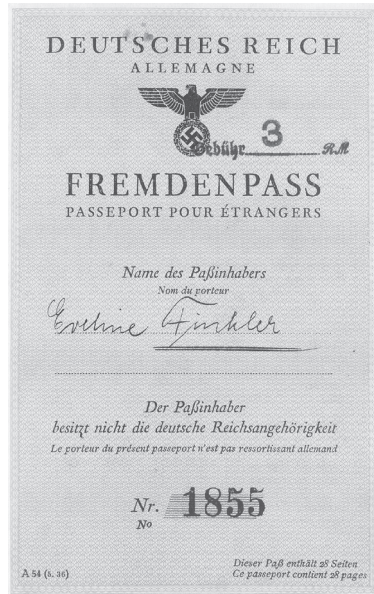 DEUTSCHES REICH
ALLEMAGNE
Gebühr 3 RM
FREMDENPASS
PASSEPORT POUR ÉTRANGERS
Name des Paßinhabers
Nom du porteur
Eveline Finkler
Der Paßinhaber
besitzt nicht die deutsche Reichsangehörigkeit
Le porteur du présent passeport n'est pas ressortissant allemand
Nr. 1855
No
A 54 (5. 36)
Dieser Paß enthält 28 Seiten
Ce passeport contient 28 pages